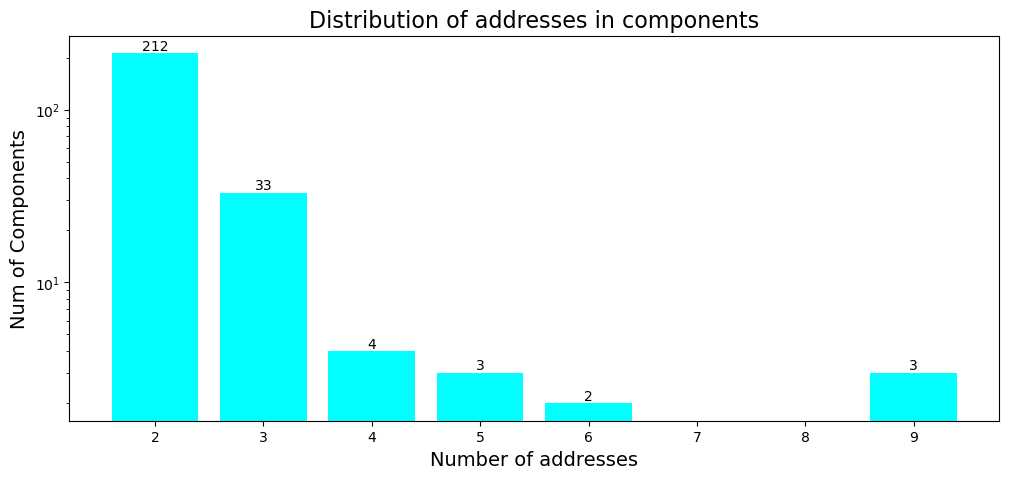 Distribution of addresses in components
Num of Components
10²
10¹
212
33
4
3
2
3
2 3 4 5 6 7 8 9
Number of addresses